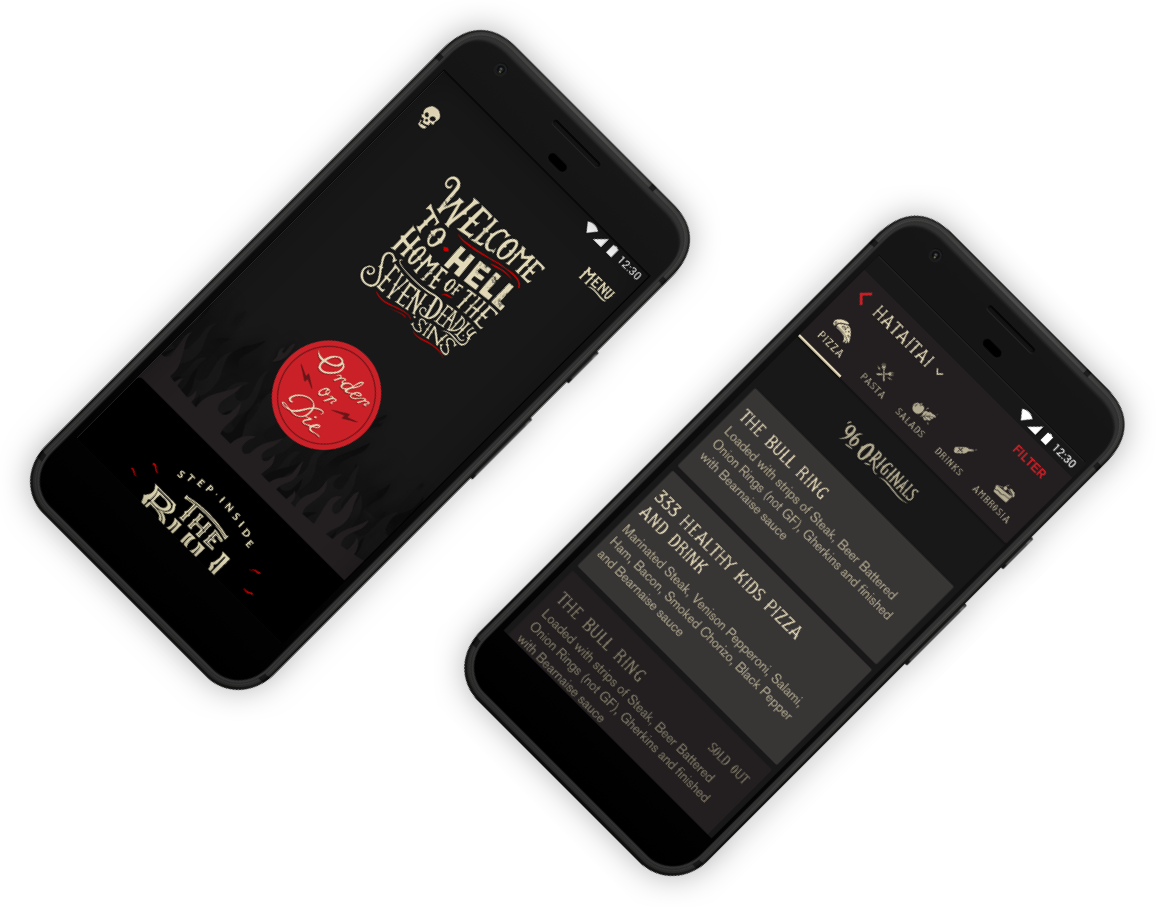 12:30
MENU
WELCOME
TO HELL
HOME OF THE
SEVEN DEADLY
SINS
Order
or
Die
STEP·INSIDE
THE
12:30
HATAITAI
FILTER
PIZZA
PASTA
SALADS
DRINKS
AMBROSIA
'96 ORIGINALS
THE BULL RING
Loaded with strips of Steak, Beer Battered
Onion Rings (not GF), Gherkins and finished
with Bearnaise sauce
333 HEALTHY KIDS PIZZA
AND DRINK
Marinated Steak, Venison Pepperoni, Salami,
Ham, Bacon, Smoked Chorizo, Black Pepper
and Bearnaise sauce
THE BULL RING
Loaded with strips of Steak, Beer Battered
Onion Rings (not GF), Gherkins and finished
with Bearnaise sauce
SOLD OUT